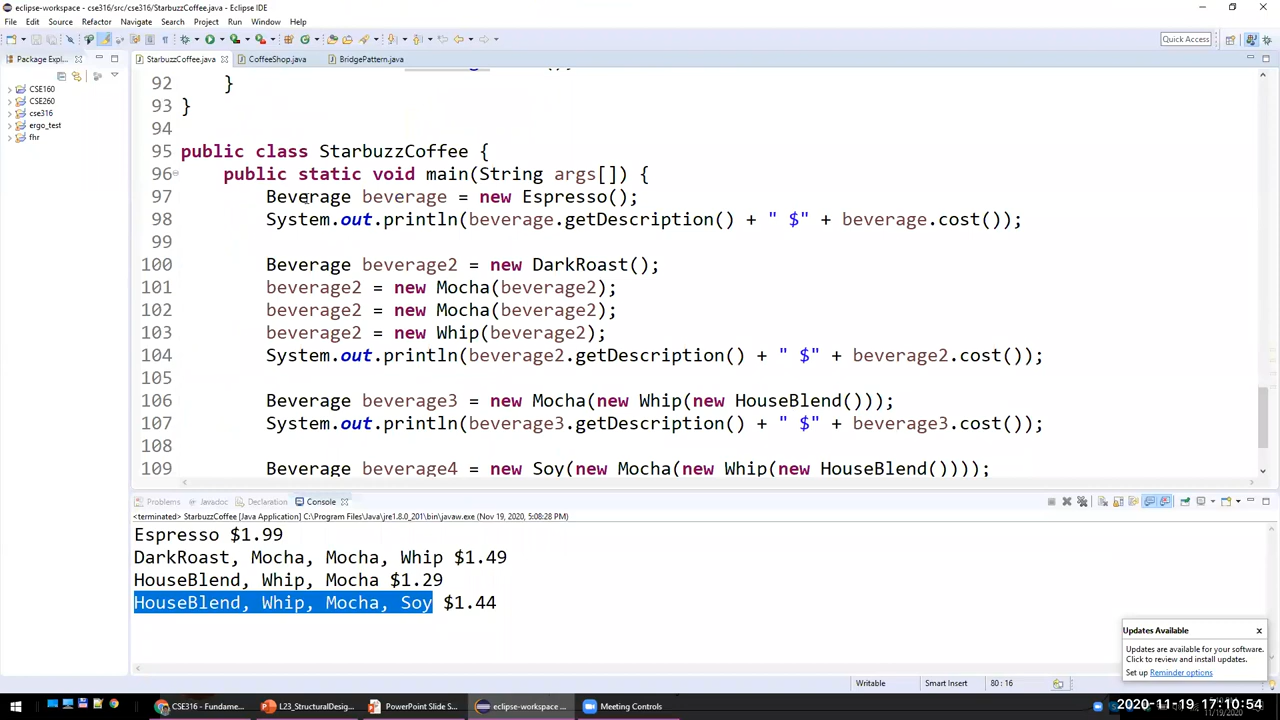 eclipse-workspace - cse316/src/cse316/StarbuzzCoffee.java - Eclipse IDE
File Edit Source Refactor Navigate Search Project Run Window Help
Quick Access
Package Expl...
StarbuzzCoffee.java CoffeeShop.java BridgePattern.java
CSE160
CSE260
cse316
ergo_test
fhr
92 }
93 }
94
95 public class StarbuzzCoffee {
96 public static void main(String args[]) {
97 Beverage beverage = new Espresso();
98 System.out.println(beverage.getDescription() + " $" + beverage.cost());
99
100 Beverage beverage2 = new DarkRoast();
101 beverage2 = new Mocha(beverage2);
102 beverage2 = new Mocha(beverage2);
103 beverage2 = new Whip(beverage2);
104 System.out.println(beverage2.getDescription() + " $" + beverage2.cost());
105
106 Beverage beverage3 = new Mocha(new Whip(new HouseBlend()));
107 System.out.println(beverage3.getDescription() + " $" + beverage3.cost());
108
109 Beverage beverage4 = new Soy(new Mocha(new Whip(new HouseBlend())));
Problems Javadoc Declaration Console
<terminated> StarbuzzCoffee [Java Application] C:\Program Files\Java\jre1.8.0_201\bin\javaw.exe (Nov 19, 2020, 5:08:28 PM)
Espresso $1.99
DarkRoast, Mocha, Mocha, Whip $1.49
HouseBlend, Whip, Mocha $1.29
HouseBlend, Whip, Mocha, Soy $1.44
Updates Available
Updates are available for your software.
Click to review and install updates.
Set up Reminder options
Writable Smart Insert 80 : 16
CSE316 - Fundame... L23_StructuralDesig... PowerPoint Slide S... eclipse-workspace ... Meeting Controls
2020-11-19 17:10:54